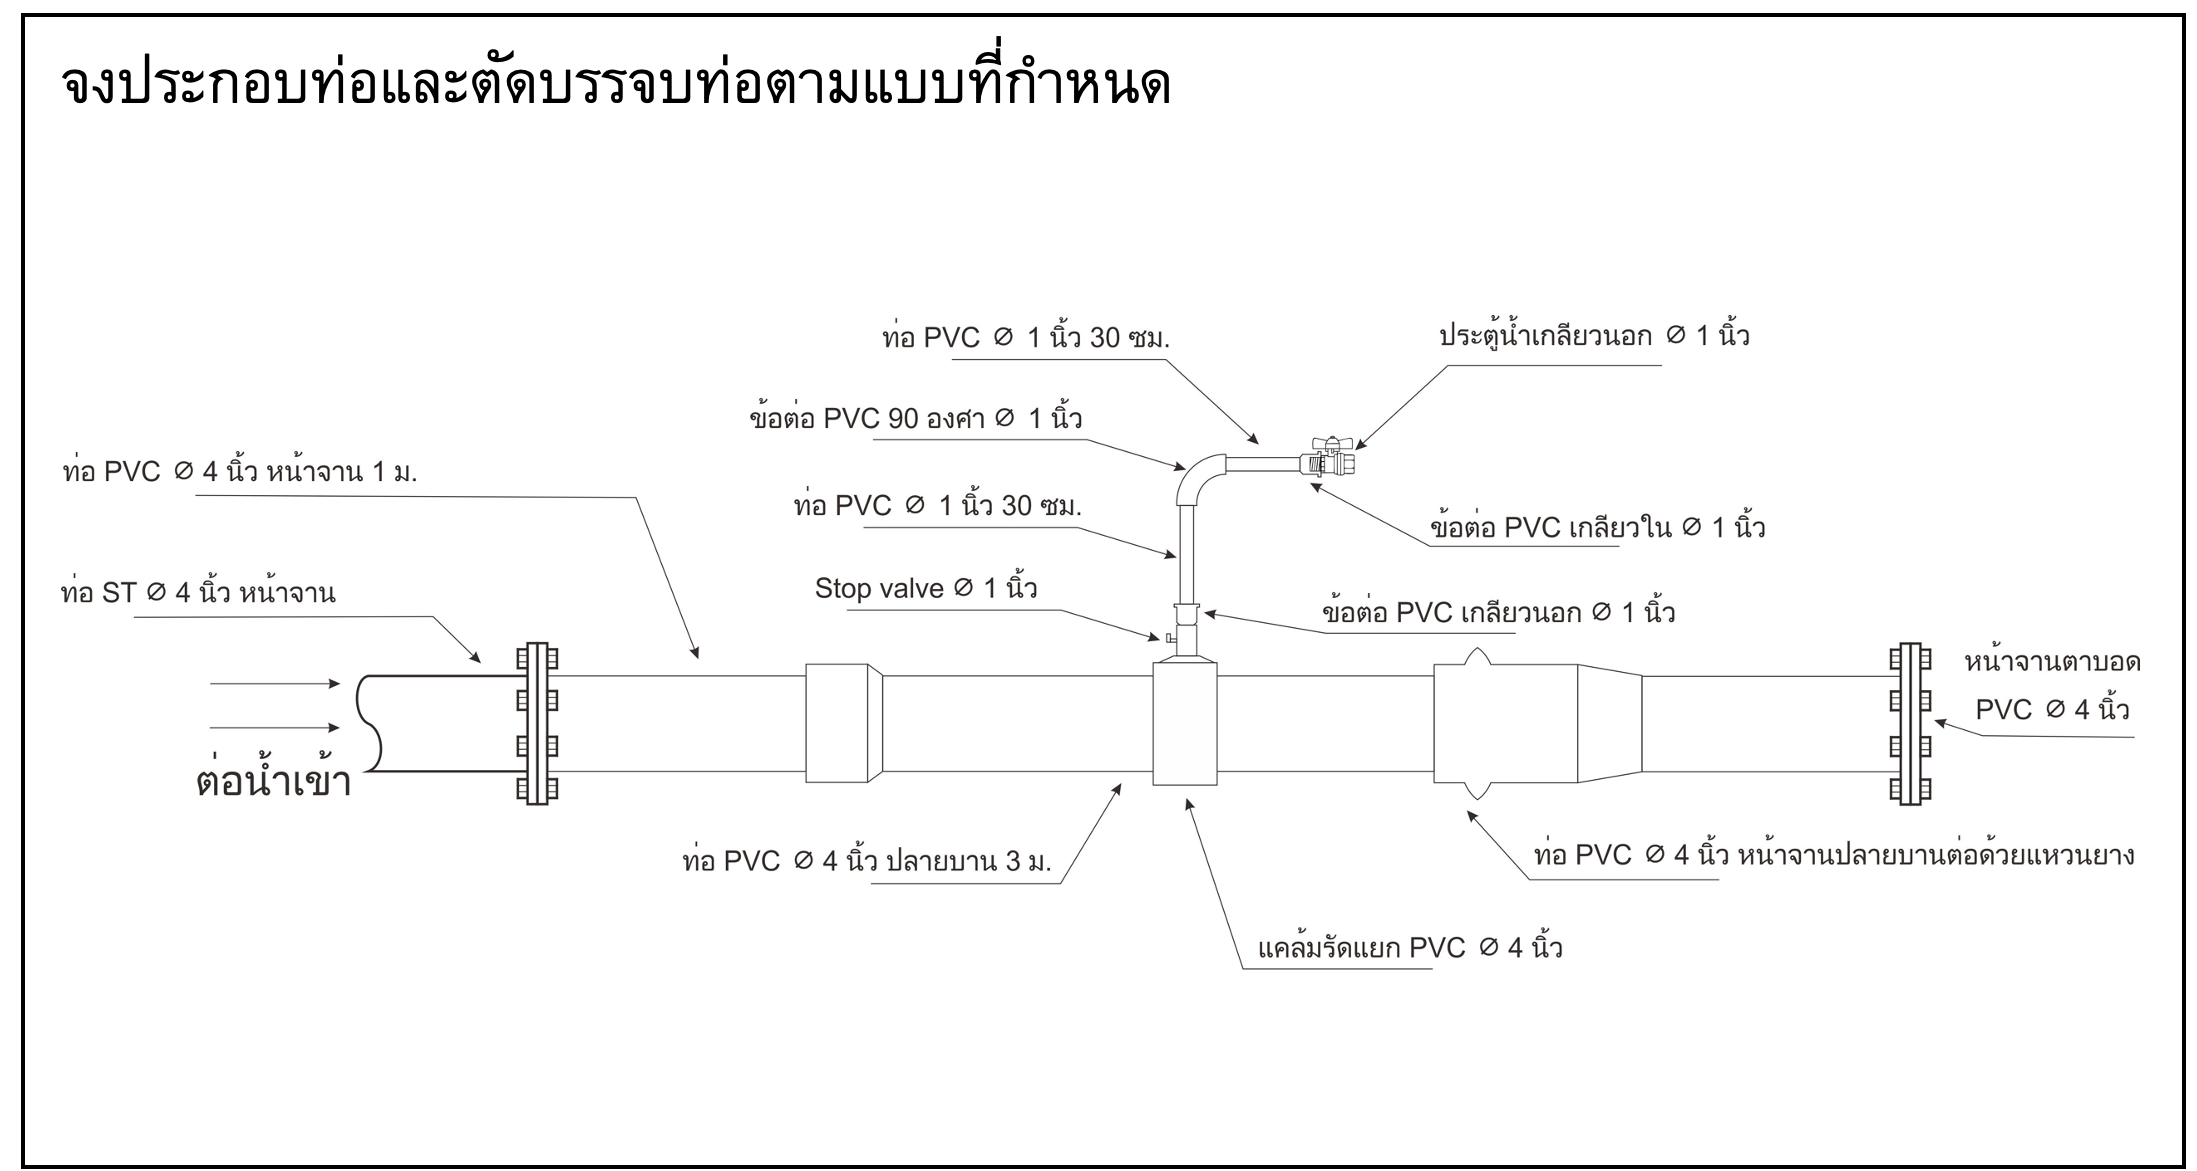 จงประกอบท่อและตัดบรรจบท่อตามแบบที่กำหนด
ท่อ PVC ∅ 1 นิ้ว 30 ซม.
ประตู้น้ำเกลียวนอก ∅ 1 นิ้ว
ข้อต่อ PVC 90 องศา ∅ 1 นิ้ว
ท่อ PVC ∅ 4 นิ้ว หน้าจาน 1 ม.
ท่อ PVC ∅ 1 นิ้ว 30 ซม.
ข้อต่อ PVC เกลียวใน ∅ 1 นิ้ว
ท่อ ST ∅ 4 นิ้ว หน้าจาน
Stop valve ∅ 1 นิ้ว
ข้อต่อ PVC เกลียวนอก ∅ 1 นิ้ว
หน้าจานตาบอด
PVC ∅ 4 นิ้ว
ต่อน้ำเข้า
ท่อ PVC ∅ 4 นิ้ว ปลายบาน 3 ม.
ท่อ PVC ∅ 4 นิ้ว หน้าจานปลายบานต่อด้วยแหวนยาง
แคล้มรัดแยก PVC ∅ 4 นิ้ว